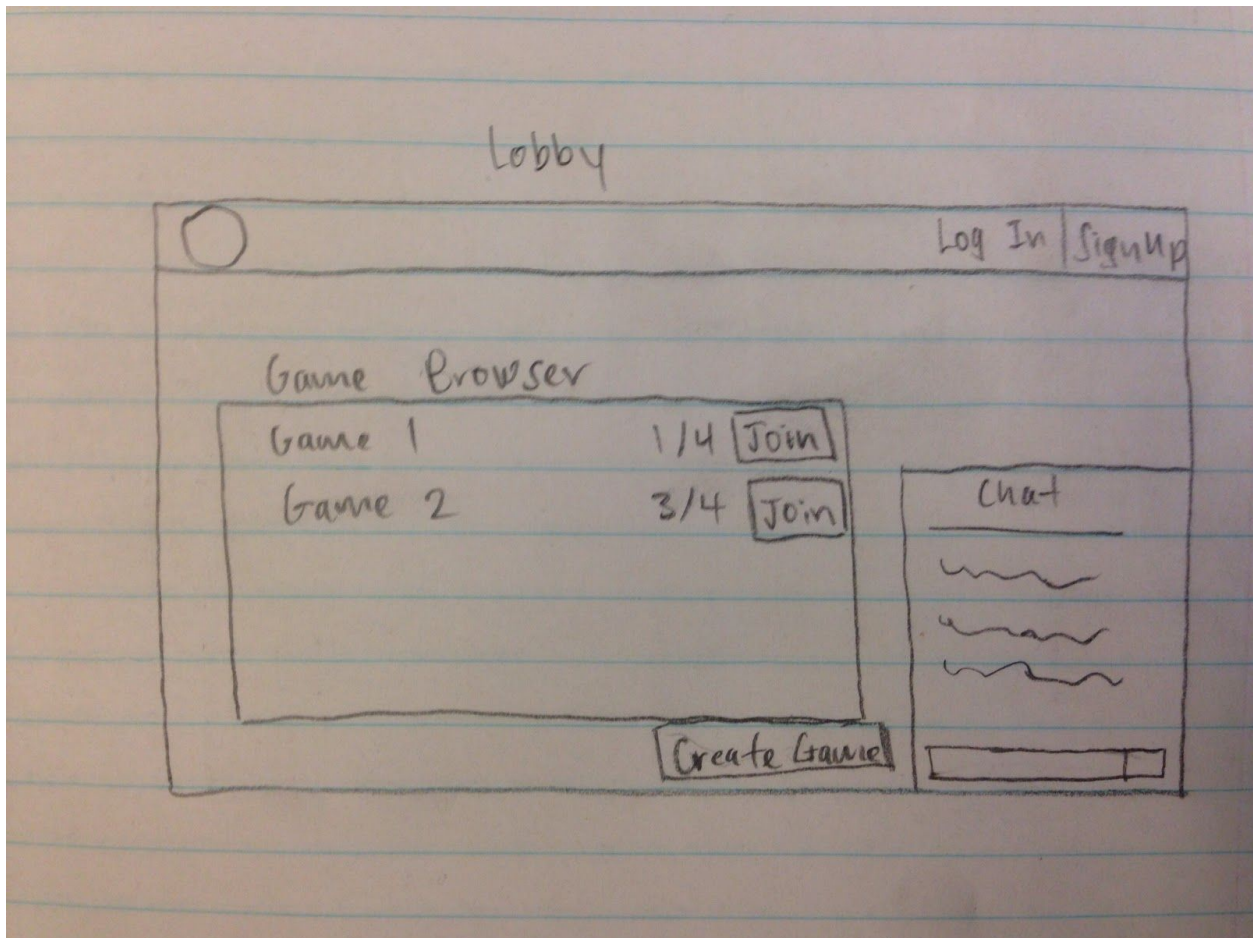 Lobby
Log In | SignUp
Game Browser
Game 1 1/4 Join
Game 2 3/4 Join
Chat
Create Game